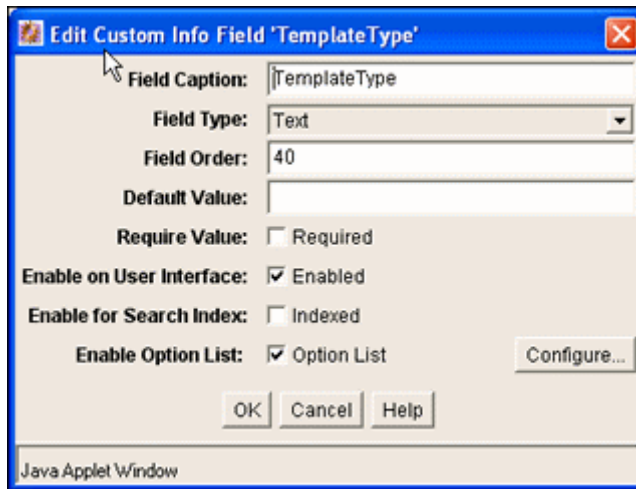 Edit Custom Info Field 'TemplateType'
Field Caption: TemplateType
Field Type: Text
Field Order: 40
Default Value:
Require Value: Required
Enable on User Interface: Enabled
Enable for Search Index: Indexed
Enable Option List: Option List Configure...
OK Cancel Help
Java Applet Window